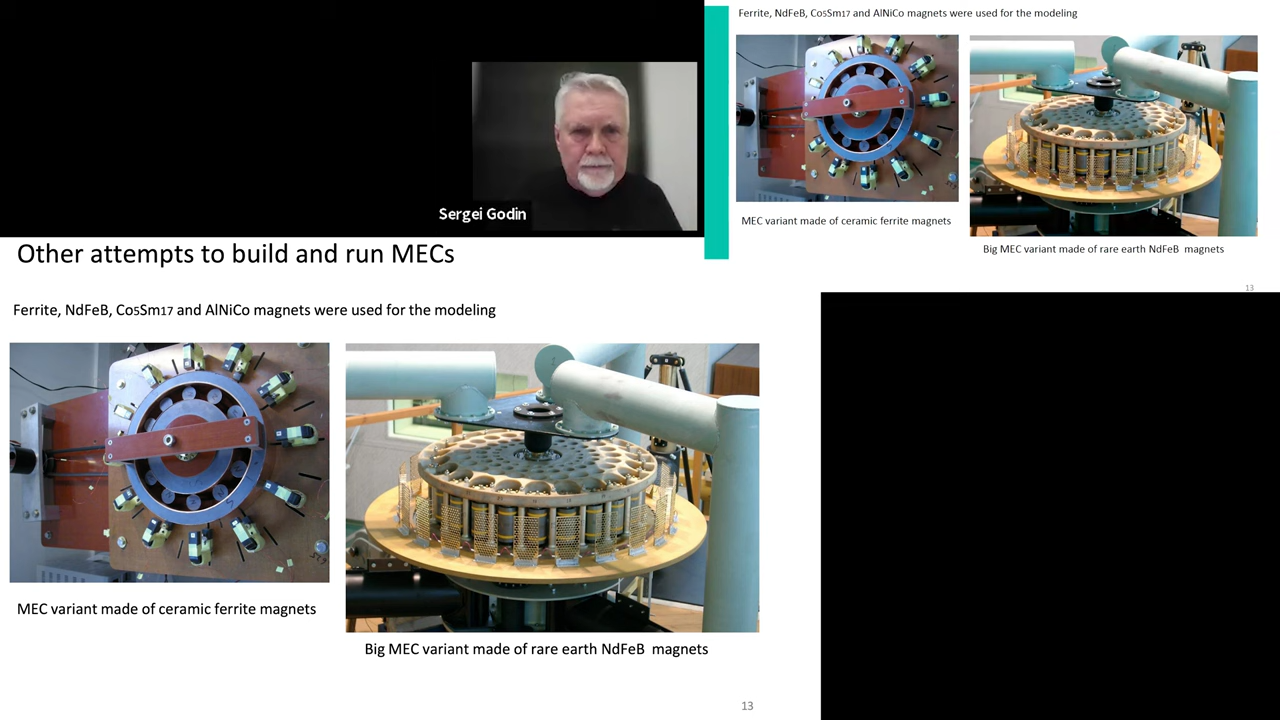 Ferrite, NdFeB, Co5Sm17 and AlNiCo magnets were used for the modeling
MEC variant made of ceramic ferrite magnets
Big MEC variant made of rare earth NdFeB magnets
13
Sergei Godin
Other attempts to build and run MECs
Ferrite, NdFeB, Co5Sm17 and AlNiCo magnets were used for the modeling
MEC variant made of ceramic ferrite magnets
Big MEC variant made of rare earth NdFeB magnets
13